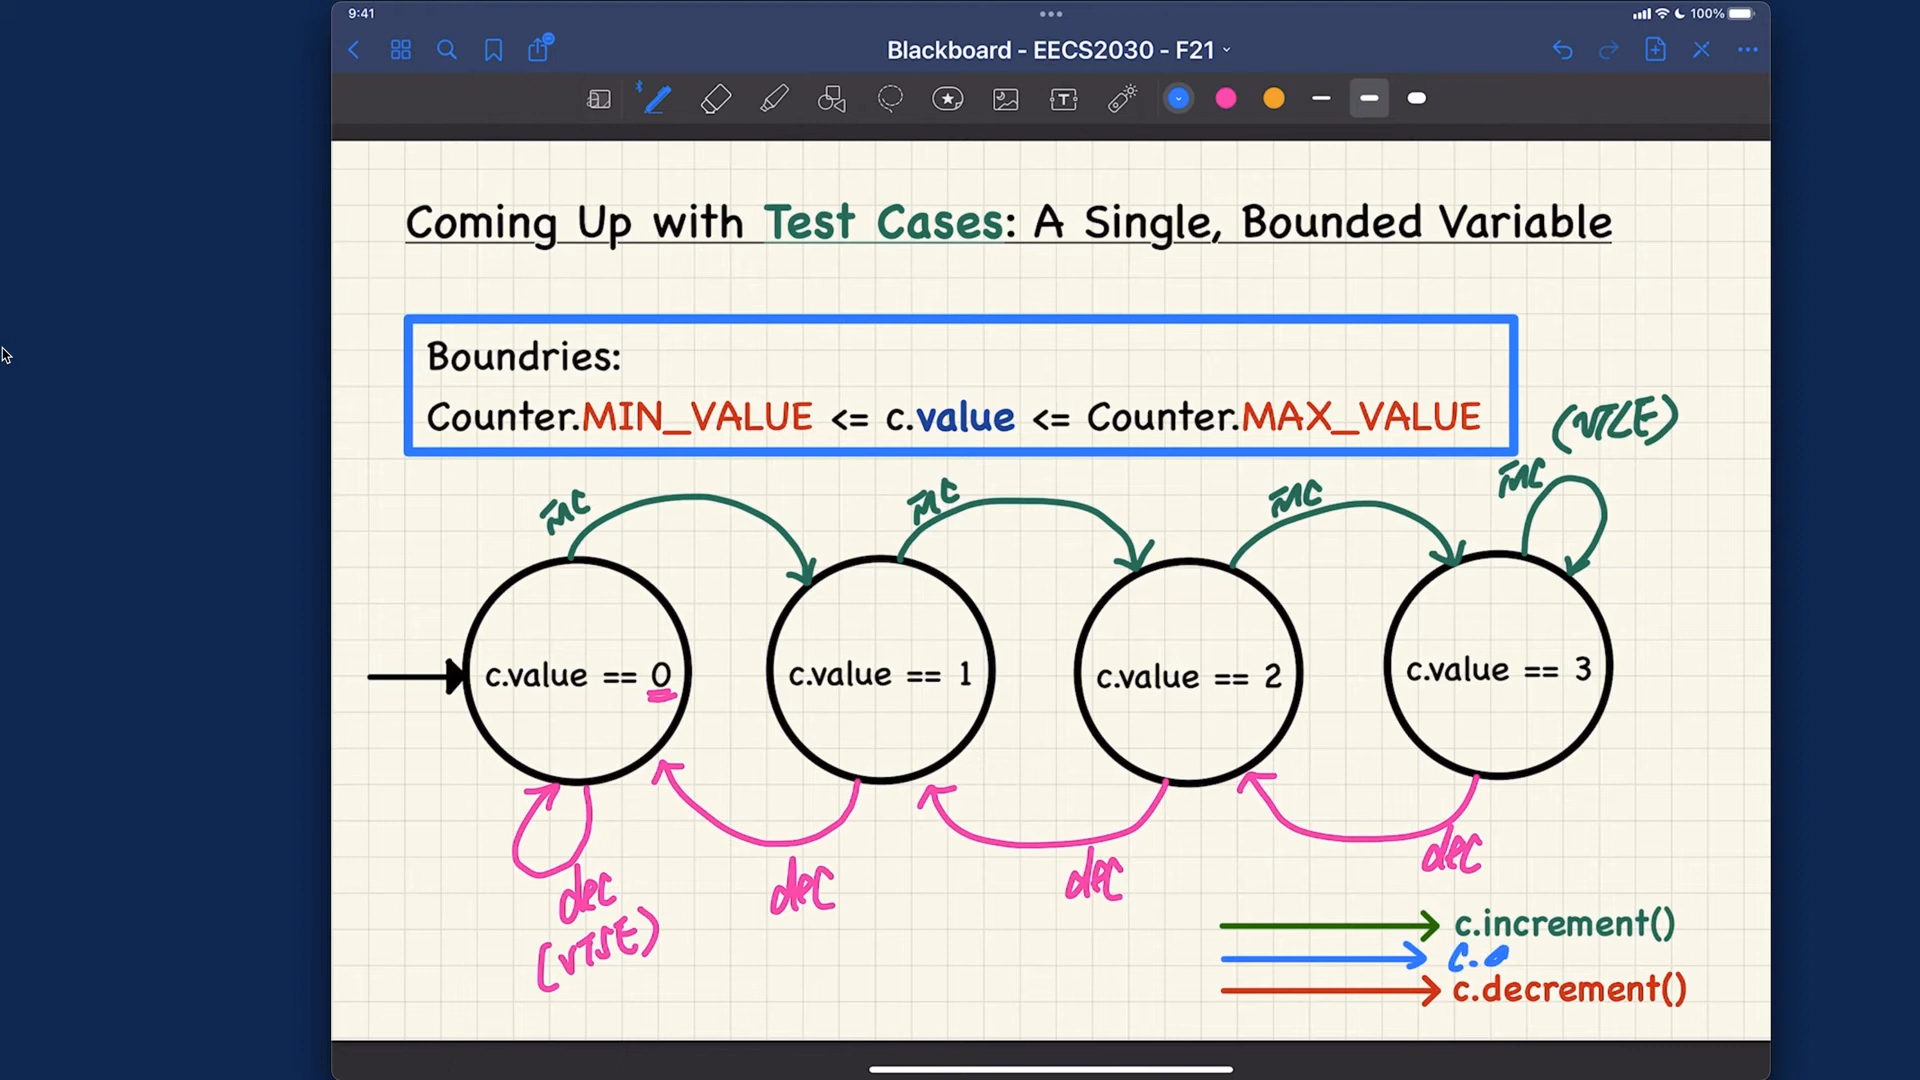 9:41
100%
Blackboard - EECS2030 - F21
Coming Up with Test Cases: A Single, Bounded Variable
Boundries:
Counter.MIN_VALUE <= c.value <= Counter.MAX_VALUE
(VTLE)
inc inc inc inc
c.value == 0 c.value == 1 c.value == 2 c.value == 3
dec dec dec dec
(VTSE)
c.increment()
c.
c.decrement()